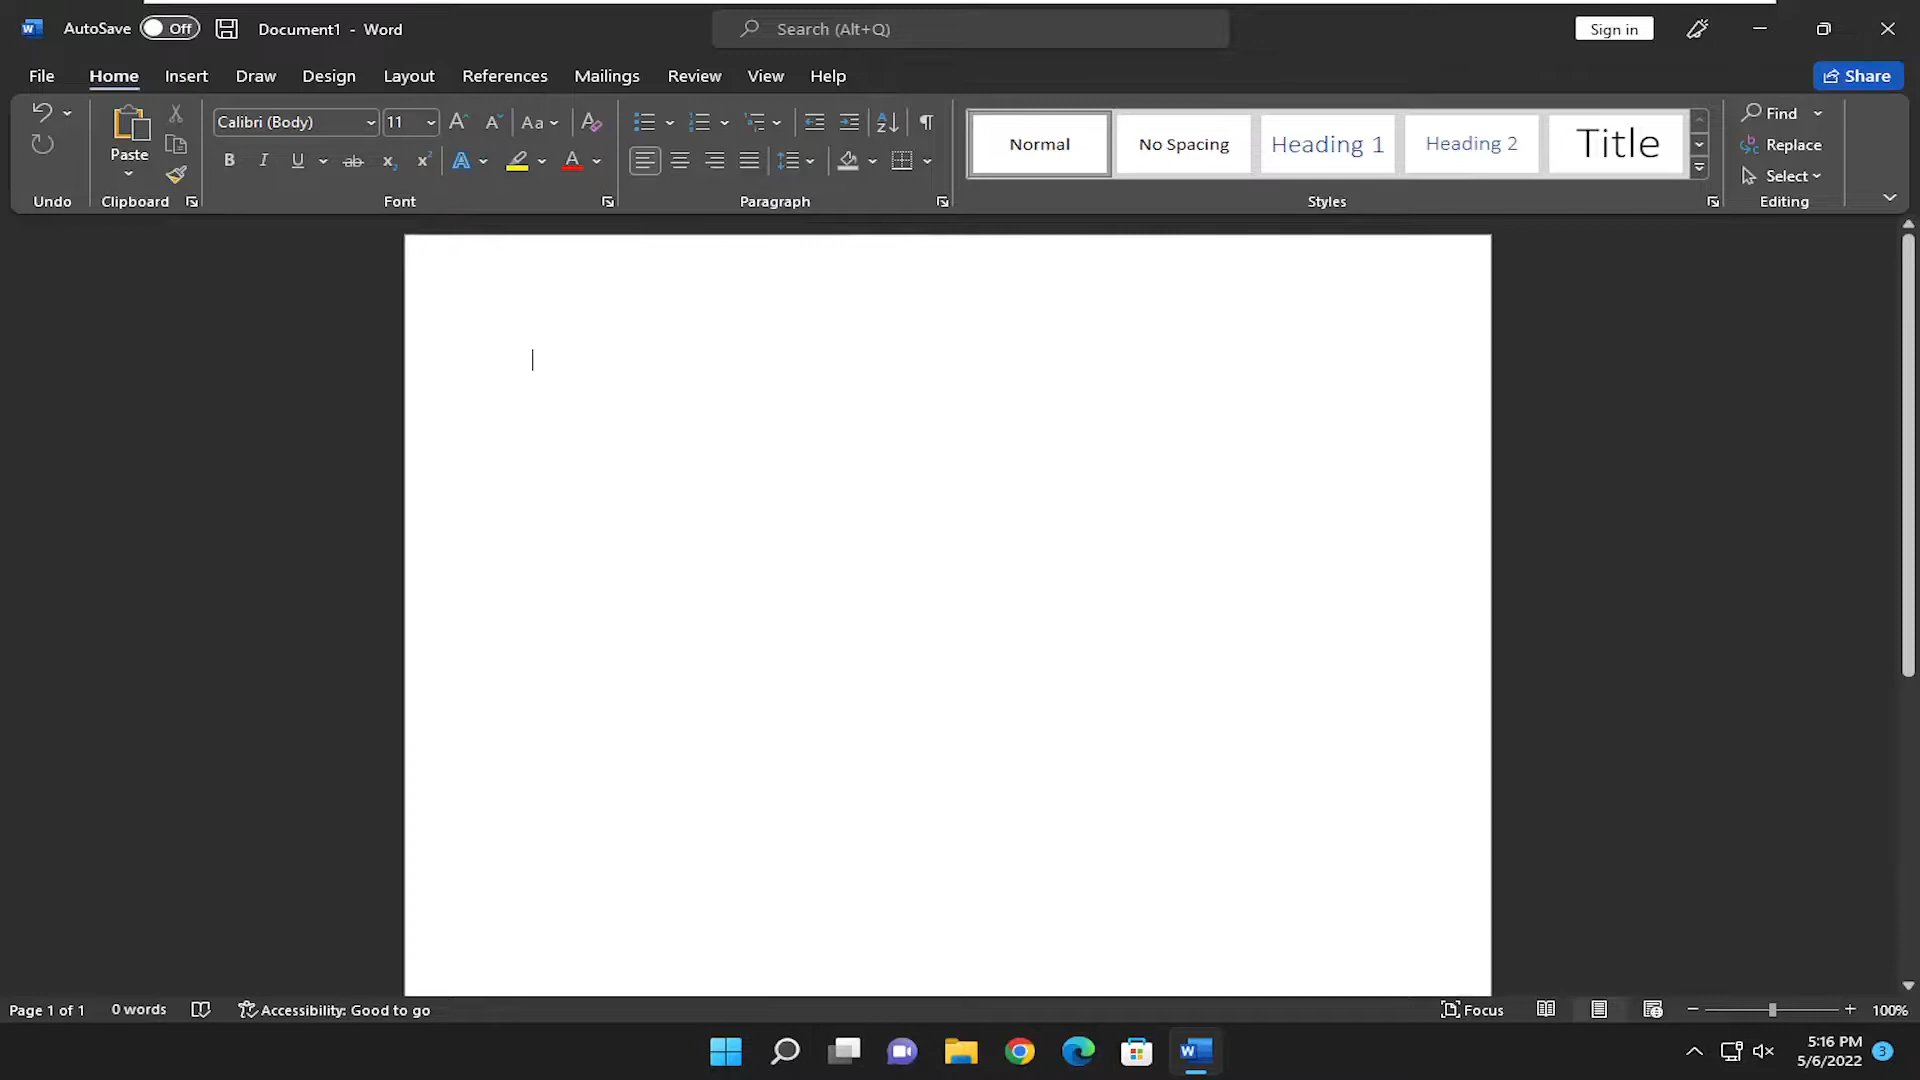 AutoSave Off Document1 - Word Search (Alt+Q) Sign in
File Home Insert Draw Design Layout References Mailings Review View Help Share
Calibri (Body) 11 Aa Normal No Spacing Heading 1 Heading 2 Title Find
Paste Replace
B I U ab x₂ x² A A Select
Undo Clipboard Font Paragraph Styles Editing
Page 1 of 1 0 words Accessibility: Good to go Focus 100%
5:16 PM
5/6/2022 3